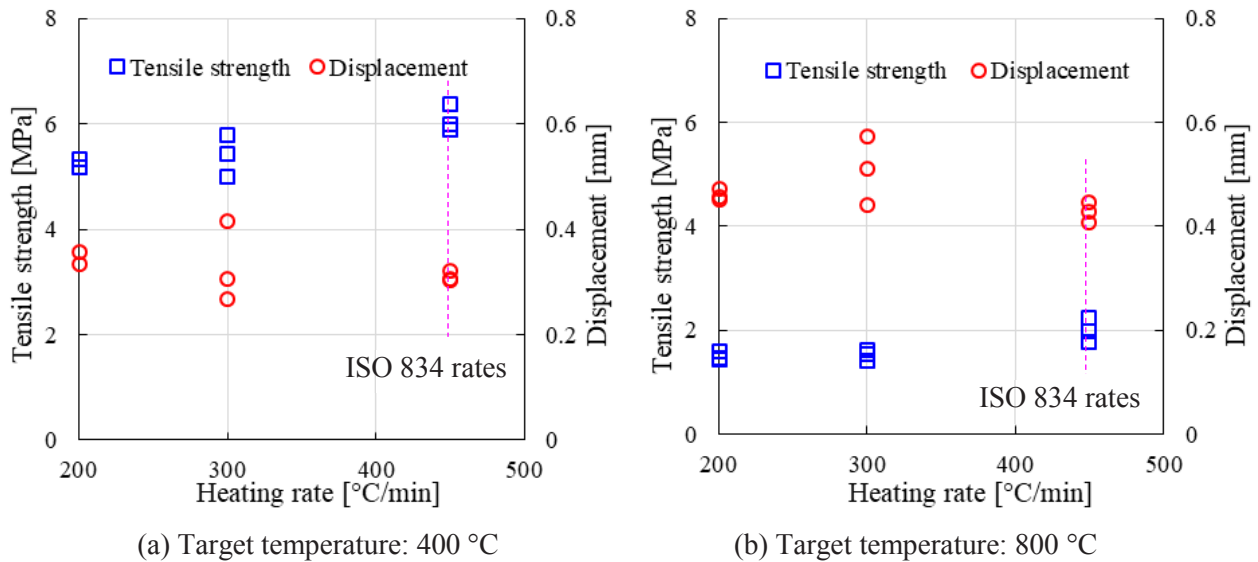 8
0.8
Tensile strength
Displacement
6
0.6
4
0.4
2
0.2
0
0
Tensile strength [MPa]
Displacement [mm]
ISO 834 rates
200
300
400
500
Heating rate [°C/min]
(a) Target temperature: 400 °C
8
0.8
Tensile strength
Displacement
6
0.6
4
0.4
2
0.2
0
0
Tensile strength [MPa]
Displacement [mm]
ISO 834 rates
200
300
400
500
Heating rate [°C/min]
(b) Target temperature: 800 °C